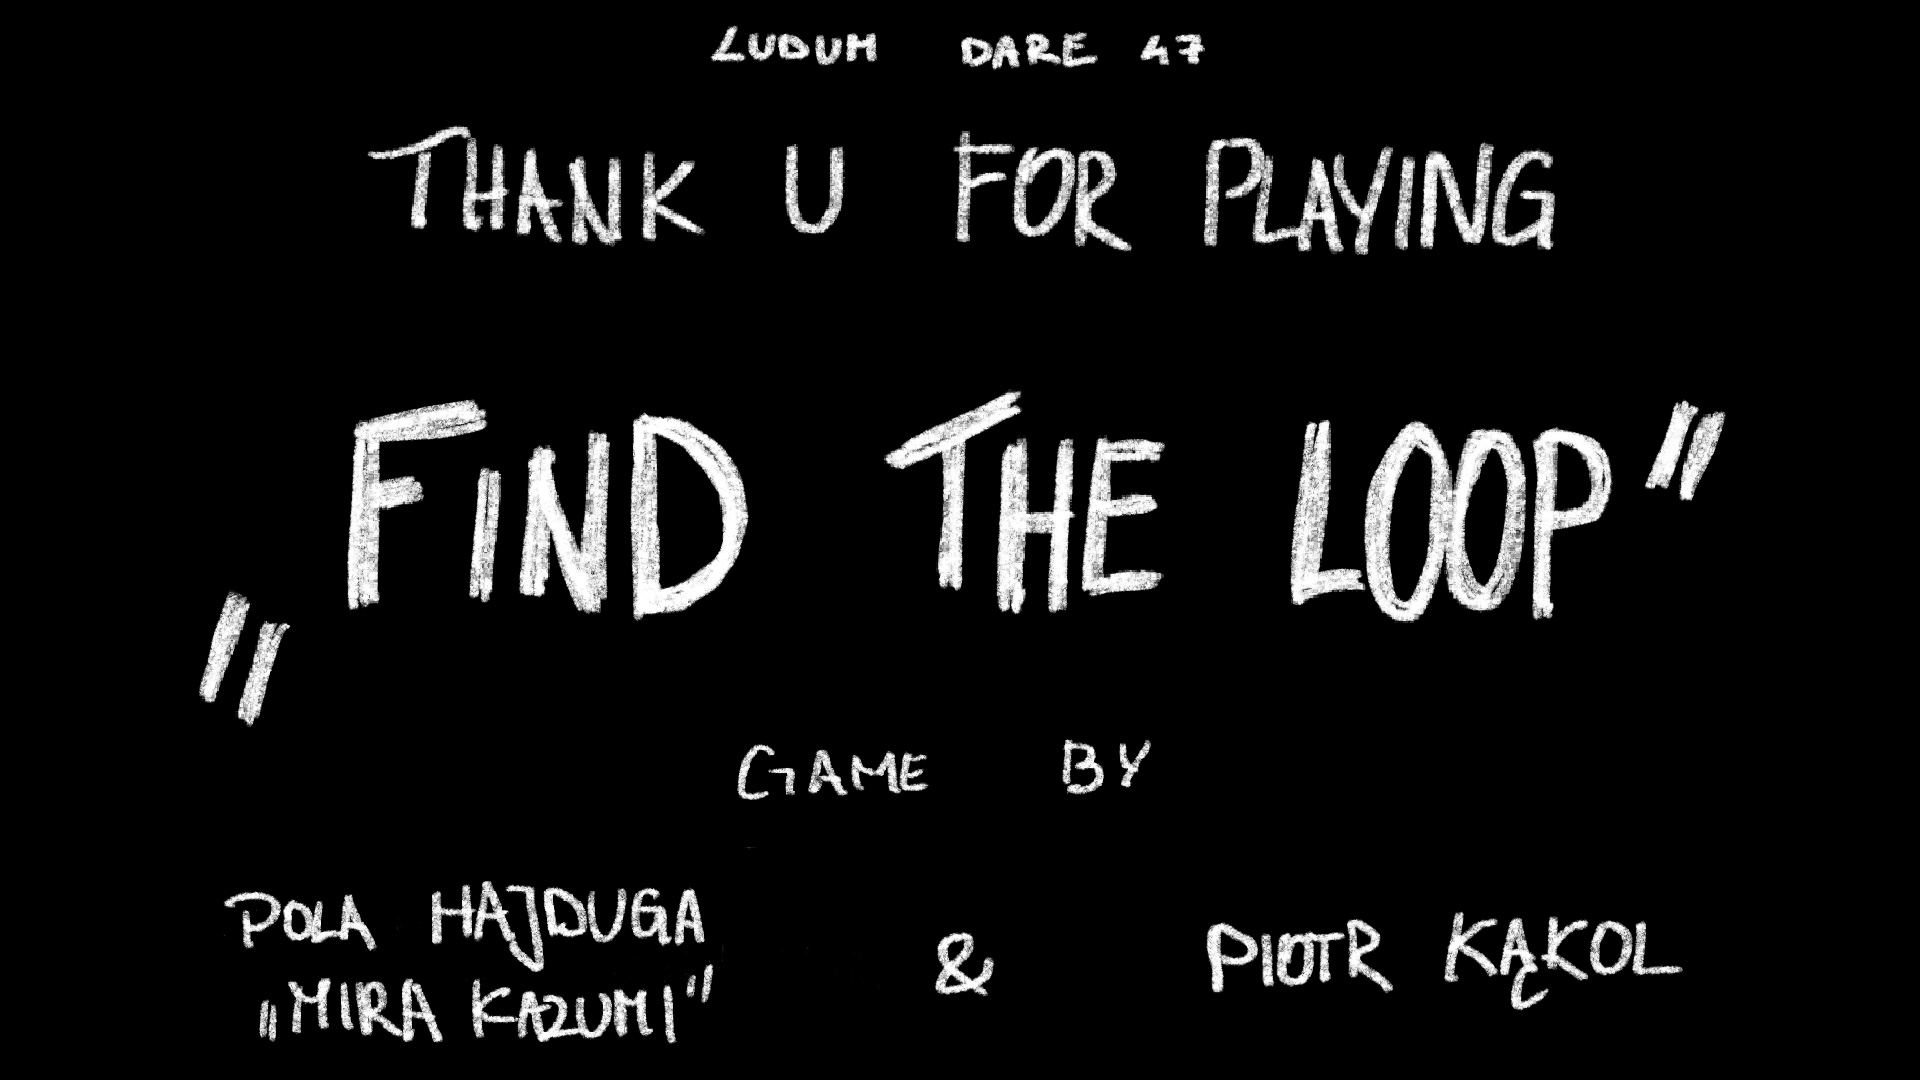 LUDUM DARE 47
THANK U FOR PLAYING
„FIND THE LOOP”
GAME BY
POLA HAJDUGA
„MIRA KAZUMI”
&
PIOTR KĄKOL